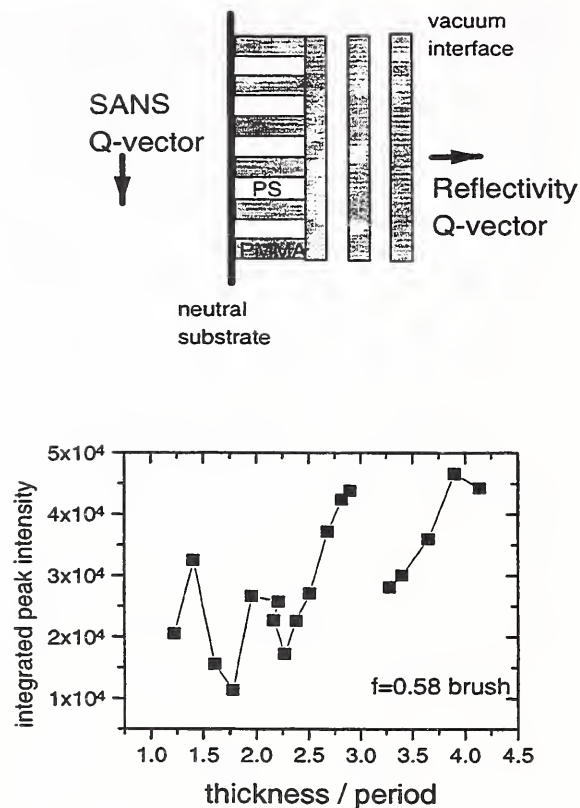 vacuum
interface
SANS
Q-vector
PS
Reflectivity
Q-vector
PMMA
neutral
substrate
5x10⁴
4x10⁴
3x10⁴
2x10⁴
1x10⁴
integrated peak intensity
f=0.58 brush
1.0 1.5 2.0 2.5 3.0 3.5 4.0 4.5
thickness / period